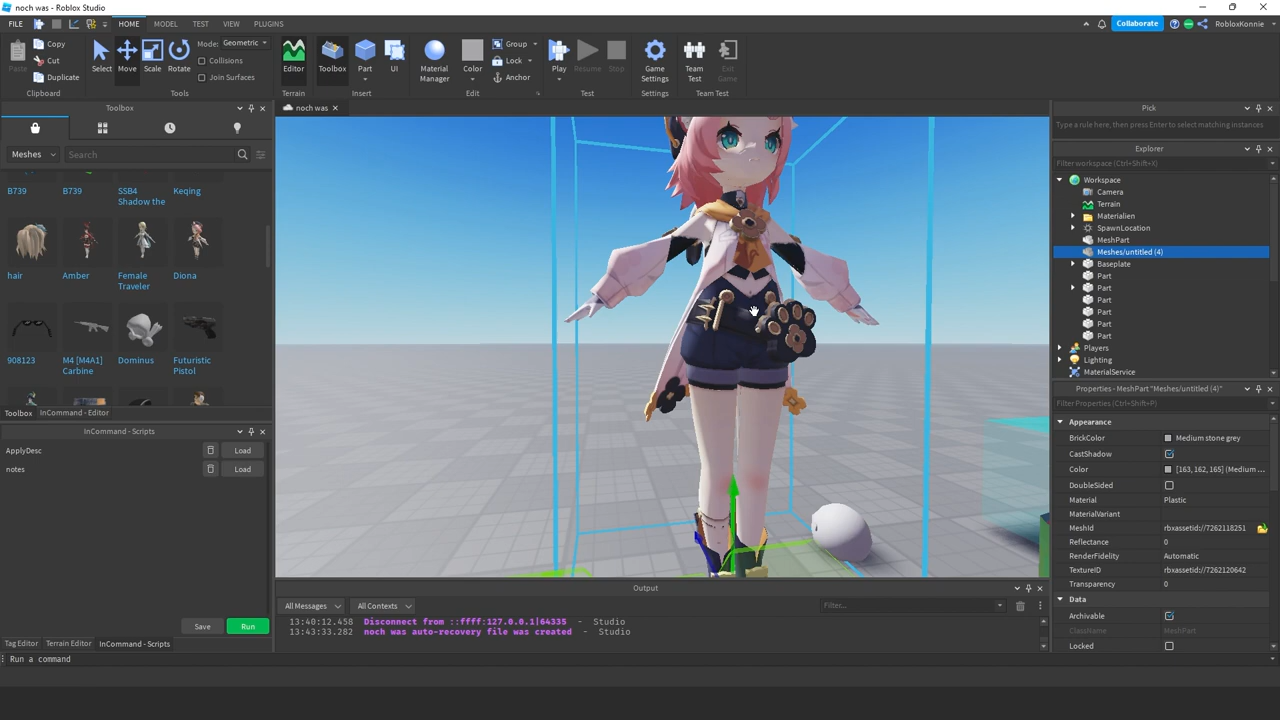 noch was - Roblox Studio
FILE HOME MODEL TEST VIEW PLUGINS Collaborate RobloxKonnie
Paste Copy Cut Duplicate Select Move Scale Rotate Mode: Geometric Collisions Join Surfaces Editor Toolbox Part UI Material Manager Color Group Lock Anchor Play Resume Stop Game Settings Team Test Exit Game
Clipboard Tools Terrain Insert Edit Test Settings Team Test
Toolbox
Meshes Search
B739 B739 SSB4 Shadow the Keqing
hair Amber Female Traveler Diona
908123 M4 [M4A1] Carbine Dominus Futuristic Pistol
Toolbox InCommand - Editor
InCommand - Scripts
ApplyDesc Load
notes Load
Save Run
Tag Editor Terrain Editor InCommand - Scripts
Run a command
noch was
Output
All Messages All Contexts Filter...
13:40:12.458 Disconnect from ::ffff:127.0.0.1|64335 - Studio
13:43:33.282 noch was auto-recovery file was created - Studio
Pick
Type a rule here, then press Enter to select matching instances
Explorer
Filter workspace (Ctrl+Shift+X)
Workspace
Camera
Terrain
Materialien
SpawnLocation
MeshPart
Meshes/untitled (4)
Baseplate
Part
Part
Part
Part
Part
Part
Players
Lighting
MaterialService
Properties - MeshPart "Meshes/untitled (4)"
Filter Properties (Ctrl+Shift+P)
Appearance
BrickColor Medium stone grey
CastShadow
Color [163, 162, 165] (Medium ...
DoubleSided
Material Plastic
MaterialVariant
MeshId rbxassetid://7262118251
Reflectance 0
RenderFidelity Automatic
TextureID rbxassetid://7262120642
Transparency 0
Data
Archivable
ClassName MeshPart
Locked